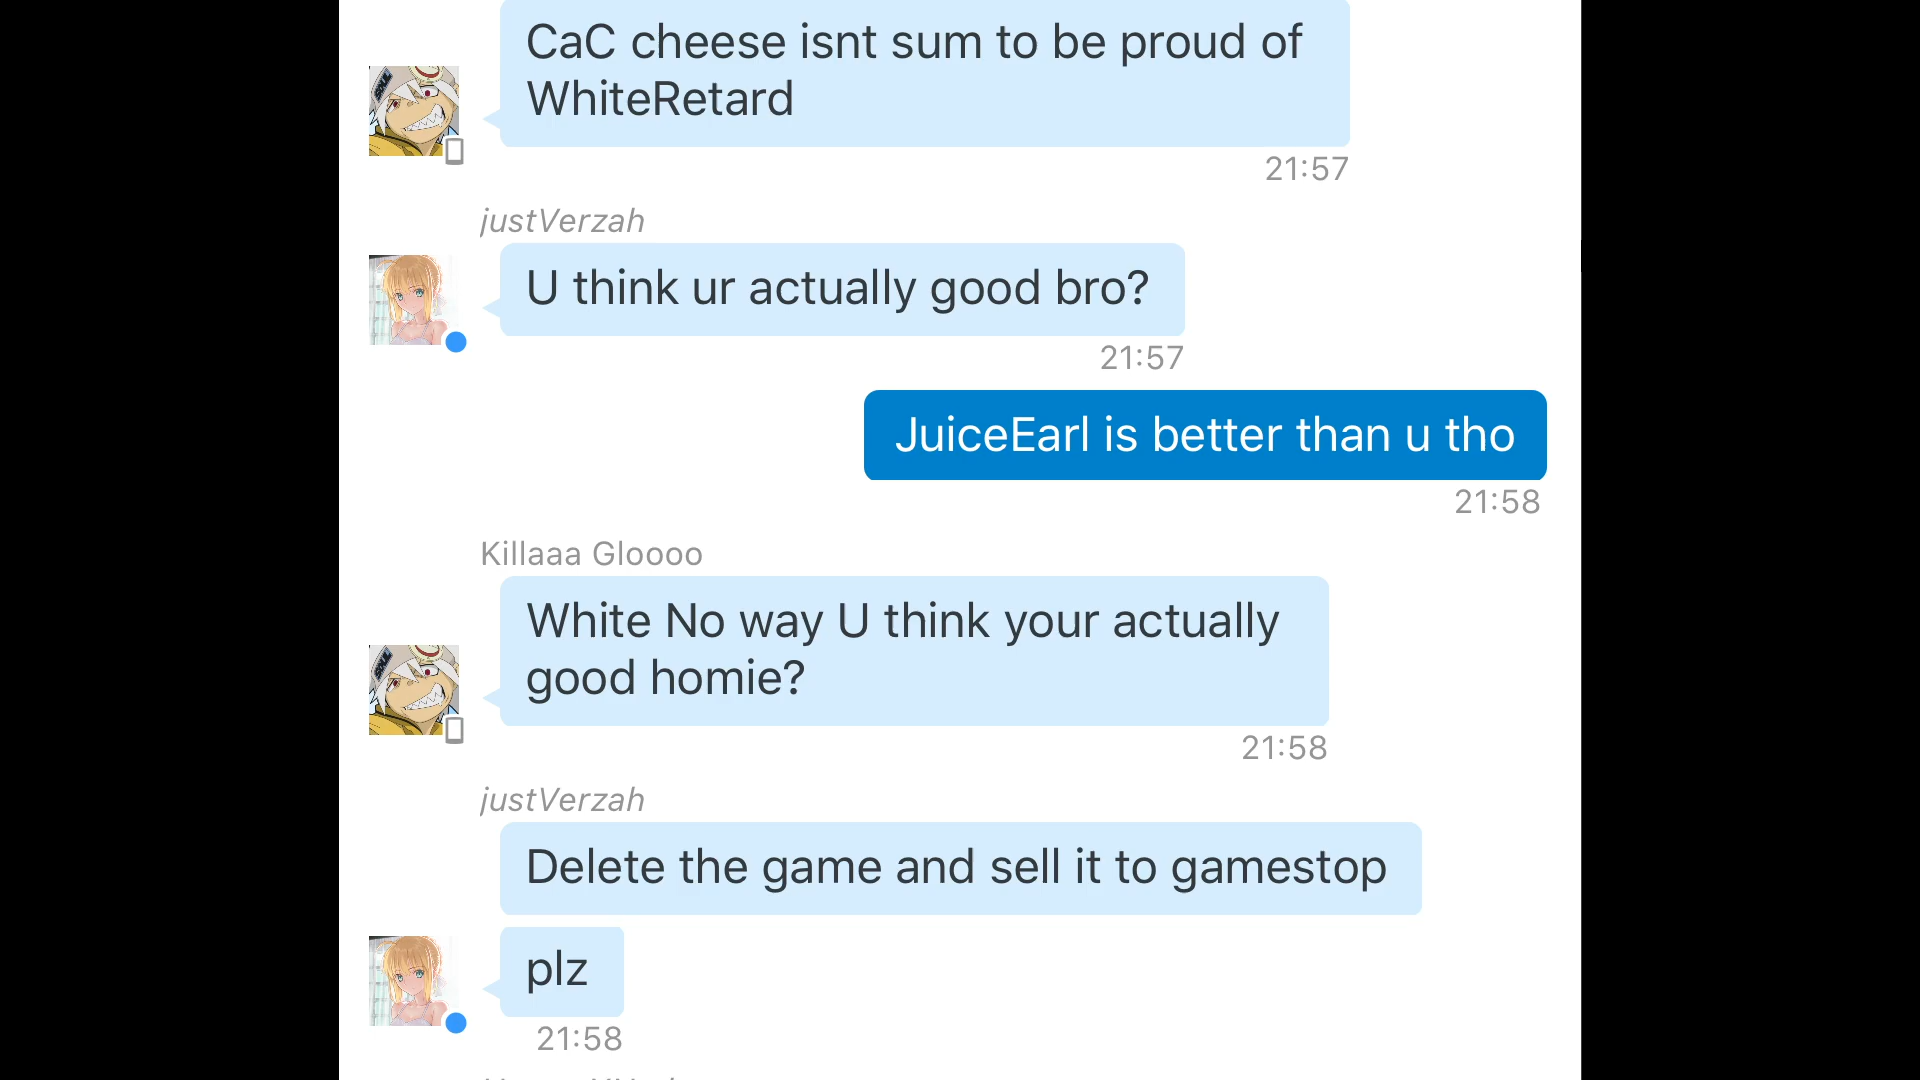 CaC cheese isnt sum to be proud of
WhiteRetard
21:57
justVerzah
U think ur actually good bro?
21:57
JuiceEarl is better than u tho
21:58
Killaaa Gloooo
White No way U think your actually
good homie?
21:58
justVerzah
Delete the game and sell it to gamestop
plz
21:58